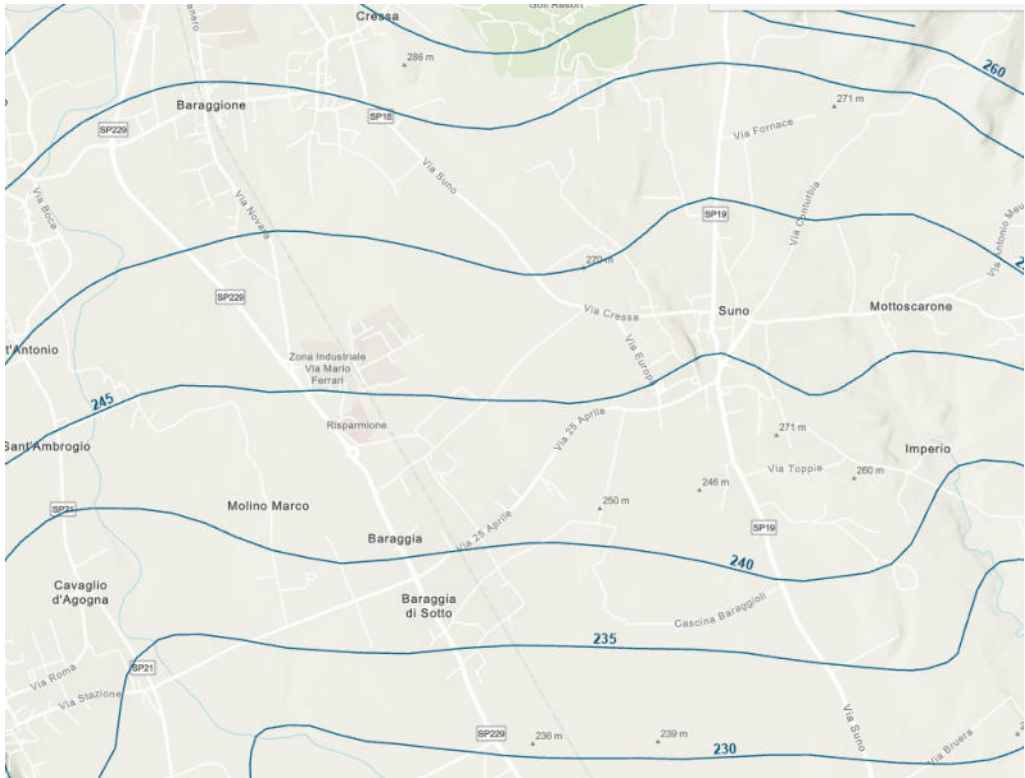 Golf Resort
Cressa
286 m
260
Baraggione
SP18
271 m
SP229
Via Fornace
Via Suno
Via Boca
Via Novara
SP19
Via Conturbia
270 m
SP229
Via Cressa
Suno
Mottoscarone
t'Antonio
Zona Industriale
Via Mario
Ferrari
Via Europa
245
Risparmione
Via 25 Aprile
271 m
Sant'Ambrogio
Imperio
Via Toppie
260 m
246 m
Molino Marco
250 m
SP21
SP19
Via 25 Aprile
Baraggia
240
Cavaglio
d'Agogna
Baraggia
di Sotto
Cascina Baraggioli
235
SP21
Via Roma
Via Stazione
Via Suno
SP229
236 m
239 m
230
Via Bruera